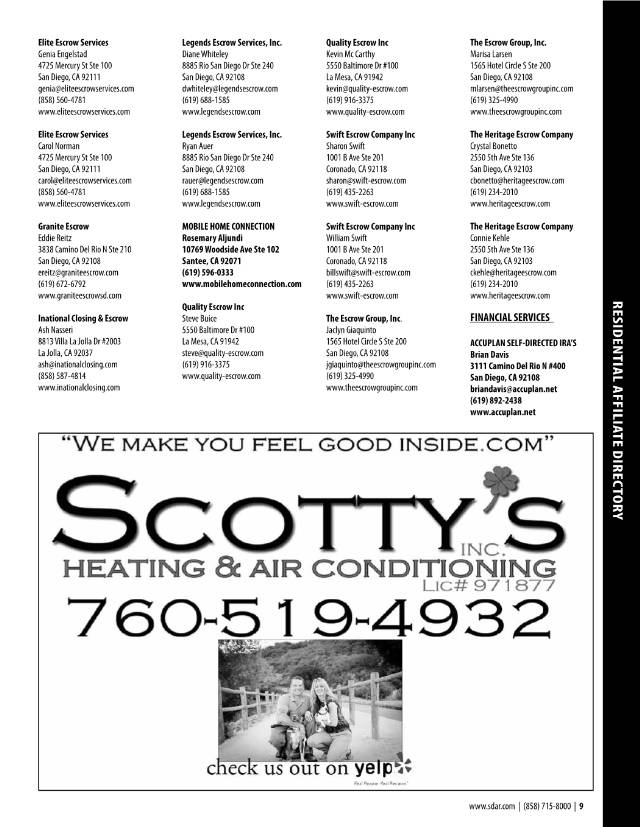 Elite Escrow Services
Genia Engelstad
4725 Mercury St Ste 100
San Diego, CA 92111
genia@eliteescrowservices.com
(858) 560-4781
www.eliteescrowservices.com
Elite Escrow Services
Carol Norman
4725 Mercury St Ste 100
San Diego, CA 92111
carol@eliteescrowservices.com
(858) 560-4781
www.eliteescrowservices.com
Granite Escrow
Eddie Reitz
3838 Camino Del Rio N Ste 210
San Diego, CA 92108
ereitz@graniteescrow.com
(619) 672-6792
www.graniteescrowsd.com
Inational Closing & Escrow
Ash Nasseri
8813 Villa La Jolla Dr #2003
La Jolla, CA 92037
ash@inationalclosing.com
(858) 587-4814
www.inationalclosing.com
Legends Escrow Services, Inc.
Diane Whiteley
8885 Rio San Diego Dr Ste 240
San Diego, CA 92108
dwhiteley@legendsescrow.com
(619) 688-1585
www.legendsescrow.com
Legends Escrow Services, Inc.
Ryan Auer
8885 Rio San Diego Dr Ste 240
San Diego, CA 92108
rauer@legendsescrow.com
(619) 688-1585
www.legendsescrow.com
MOBILE HOME CONNECTION
Rosemary Aljundi
10769 Woodside Ave Ste 102
Santee, CA 92071
(619) 596-0333
www.mobilehomeconnection.com
Quality Escrow Inc
Steve Buice
5550 Baltimore Dr #100
La Mesa, CA 91942
steve@quality-escrow.com
(619) 916-3375
www.quality-escrow.com
Quality Escrow Inc
Kevin Mc Carthy
5550 Baltimore Dr #100
La Mesa, CA 91942
kevin@quality-escrow.com
(619) 916-3375
www.quality-escrow.com
Swift Escrow Company Inc
Sharon Swift
1001 B Ave Ste 201
Coronado, CA 92118
sharon@swift-escrow.com
(619) 435-2263
www.swift-escrow.com
Swift Escrow Company Inc
William Swift
1001 B Ave Ste 201
Coronado, CA 92118
billswift@swift-escrow.com
(619) 435-2263
www.swift-escrow.com
The Escrow Group, Inc.
Jaclyn Giaquinto
1565 Hotel Circle S Ste 200
San Diego, CA 92108
jgiaquinto@theescrowgroupinc.com
(619) 325-4990
www.theescrowgroupinc.com
The Escrow Group, Inc.
Marisa Larsen
1565 Hotel Circle S Ste 200
San Diego, CA 92108
mlarsen@theescrowgroupinc.com
(619) 325-4990
www.theescrowgroupinc.com
The Heritage Escrow Company
Crystal Bonetto
2550 5th Ave Ste 136
San Diego, CA 92103
cbonetto@heritageescrow.com
(619) 234-2010
www.heritageescrow.com
The Heritage Escrow Company
Connie Kehle
2550 5th Ave Ste 136
San Diego, CA 92103
ckehle@heritageescrow.com
(619) 234-2010
www.heritageescrow.com
FINANCIAL SERVICES
ACCUPLAN SELF-DIRECTED IRA'S
Brian Davis
3111 Camino Del Rio N #400
San Diego, CA 92108
briandavis@accuplan.net
(619) 892-2438
www.accuplan.net
RESIDENTIAL AFFILIATE DIRECTORY
“WE MAKE YOU FEEL GOOD INSIDE.COM”
SCOTTY'S
INC.
HEATING & AIR CONDITIONING
LIC# 971877
760-519-4932
check us out on yelp
Real People. Real Reviews.
www.sdar.com | (858) 715-8000 | 9